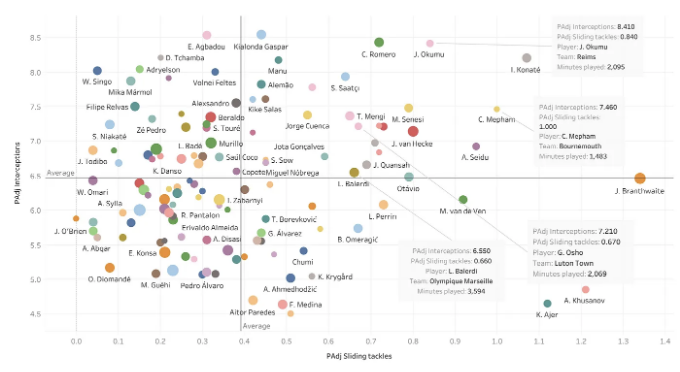 PAdj Interceptions: 8.410
PAdj Sliding tackles: 0.840
Player: J. Okumu
Team: Reims
Minutes played: 2,095
8.5
E. Agbadou
Kialonda Gaspar
C. Romero
J. Okumu
D. Tchamba
I. Konaté
8.0
W. Singo
Adryelson
Volnei Feltes
Manu
Mika Mármol
Alemão
S. Saatçı
7.5
Filipe Relvas
Alexsandro
Kike Salas
PAdj Interceptions: 7.460
PAdj Sliding tackles:
1.000
Player: C. Mepham
Team: Bournemouth
Minutes played: 1,483
C. Mepham
Beraldo
Jorge Cuenca
T. Mengi
M. Senesi
Zé Pedro
S. Touré
S. Niakaté
7.0
L. Badé
Murillo
Jota Gonçalves
J. van Hecke
A. Seidu
J. Todibo
Saúl Coco
S. Sow
J. Quansah
K. Danso
Copete
Miguel Nóbrega
Average
6.5
L. Balerdi
Otávio
J. Branthwaite
W. Omari
I. Zabarnyi
A. Sylla
L. Perrin
M. van de Ven
6.0
R. Pantalon
T. Borevković
J. O'Brien
Erivaldo Almeida
G. Álvarez
B. Omeragić
A. Abqar
A. Disasi
5.5
E. Konsa
Chumi
PAdj Interceptions: 6.550
PAdj Sliding tackles: 0.660
Player: L. Balerdi
Team: Olympique Marseille
Minutes played: 3,594
PAdj Interceptions: 7.210
PAdj Sliding tackles: 0.670
Player: G. Osho
Team: Luton Town
Minutes played: 2,069
O. Diomandé
K. Krygård
5.0
M. Guéhi
Pedro Álvaro
A. Ahmedhodžić
A. Khusanov
Aitor Paredes
F. Medina
K. Ajer
4.5
Average
0.0 0.1 0.2 0.3 0.4 0.5 0.6 0.7 0.8 0.9 1.0 1.1 1.2 1.3 1.4
PAdj Sliding tackles
PAdj Interceptions